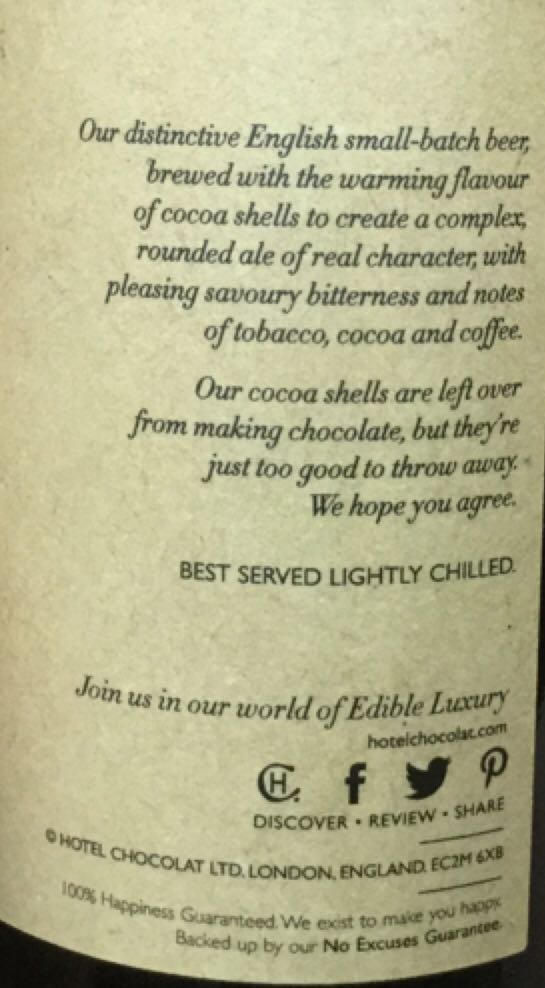 Our distinctive English small-batch beer,
brewed with the warming flavour
of cocoa shells to create a complex,
rounded ale of real character, with
pleasing savoury bitterness and notes
of tobacco, cocoa and coffee.
Our cocoa shells are left over
from making chocolate, but they're
just too good to throw away.
We hope you agree.
BEST SERVED LIGHTLY CHILLED.
Join us in our world of Edible Luxury
hotelchocolat.com
H
DISCOVER • REVIEW • SHARE
© HOTEL CHOCOLAT LTD. LONDON. ENGLAND. EC2M 6XB
100% Happiness Guaranteed. We exist to make you happy.
Backed up by our No Excuses Guarantee.